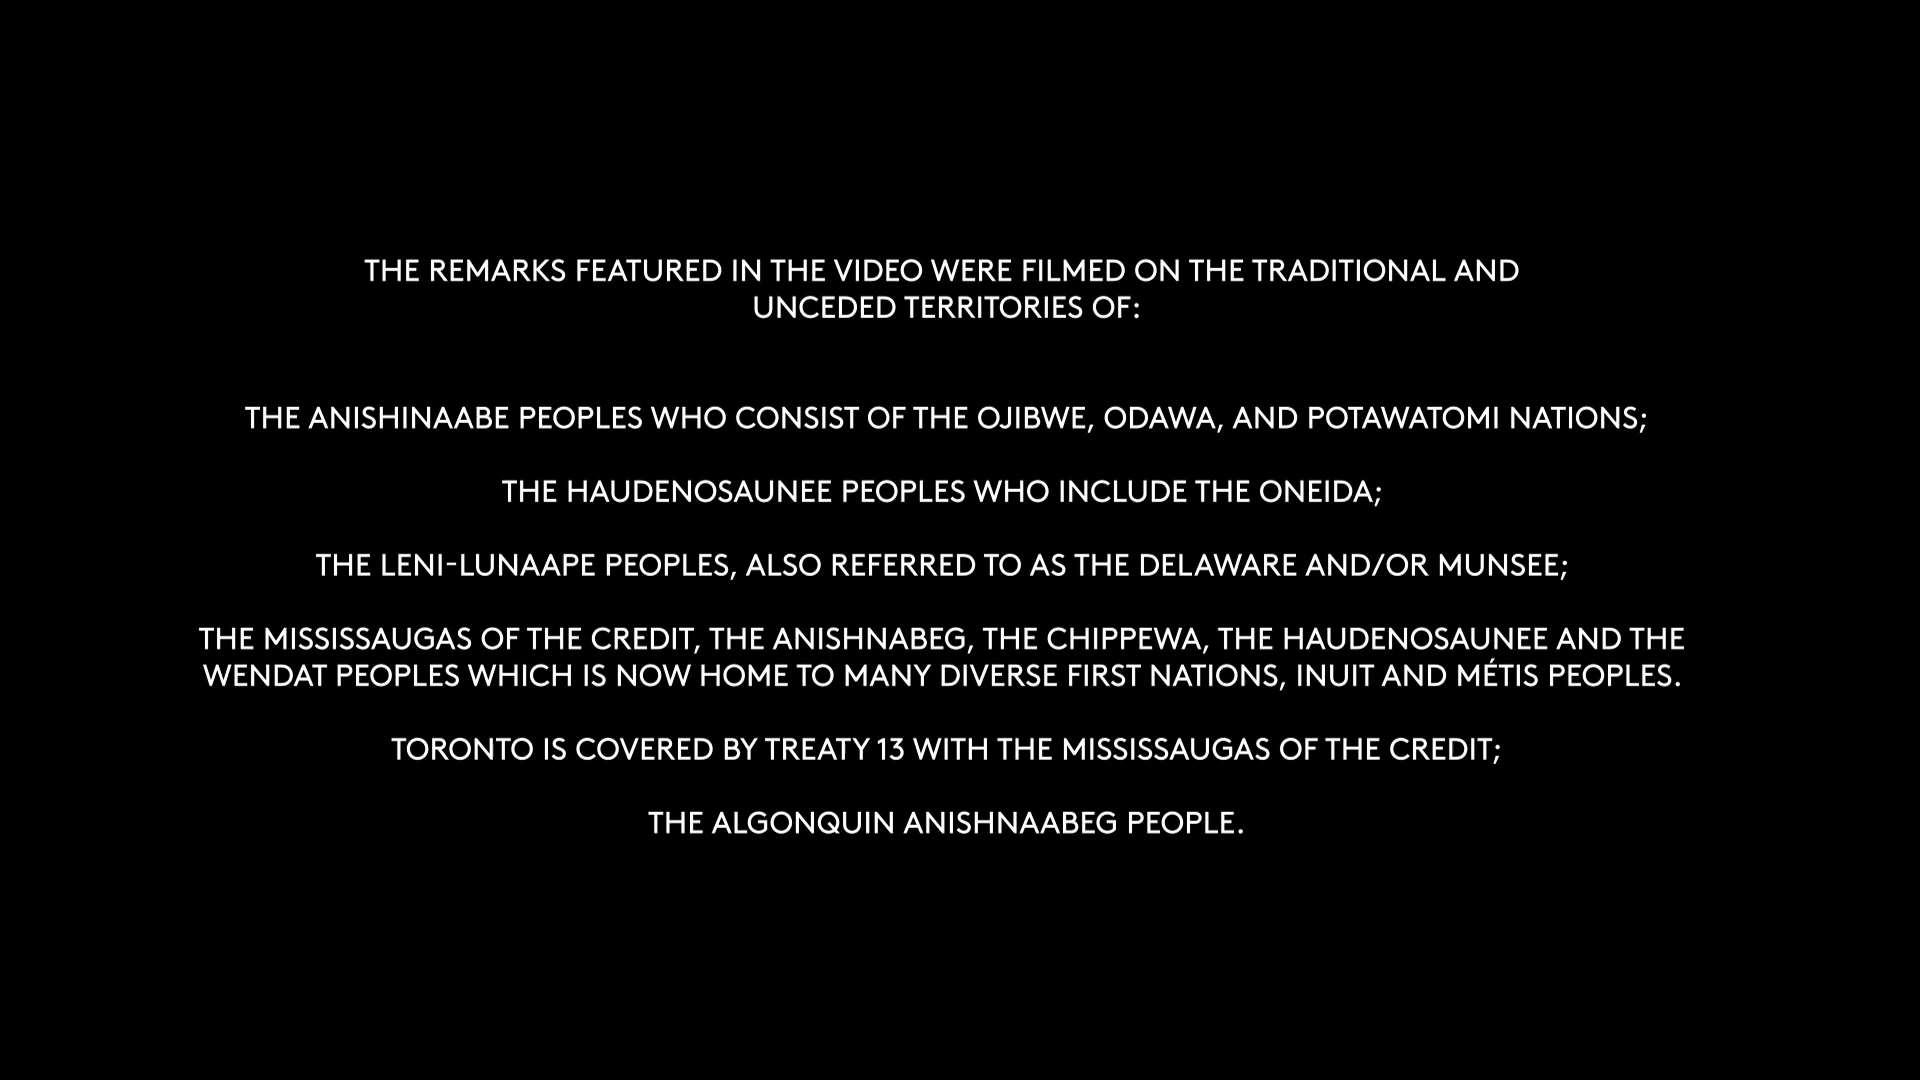 THE REMARKS FEATURED IN THE VIDEO WERE FILMED ON THE TRADITIONAL AND
UNCEDED TERRITORIES OF:
THE ANISHINAABE PEOPLES WHO CONSIST OF THE OJIBWE, ODAWA, AND POTAWATOMI NATIONS;
THE HAUDENOSAUNEE PEOPLES WHO INCLUDE THE ONEIDA;
THE LENI-LUNAAPE PEOPLES, ALSO REFERRED TO AS THE DELAWARE AND/OR MUNSEE;
THE MISSISSAUGAS OF THE CREDIT, THE ANISHNABEG, THE CHIPPEWA, THE HAUDENOSAUNEE AND THE
WENDAT PEOPLES WHICH IS NOW HOME TO MANY DIVERSE FIRST NATIONS, INUIT AND MÉTIS PEOPLES.
TORONTO IS COVERED BY TREATY 13 WITH THE MISSISSAUGAS OF THE CREDIT;
THE ALGONQUIN ANISHNAABEG PEOPLE.